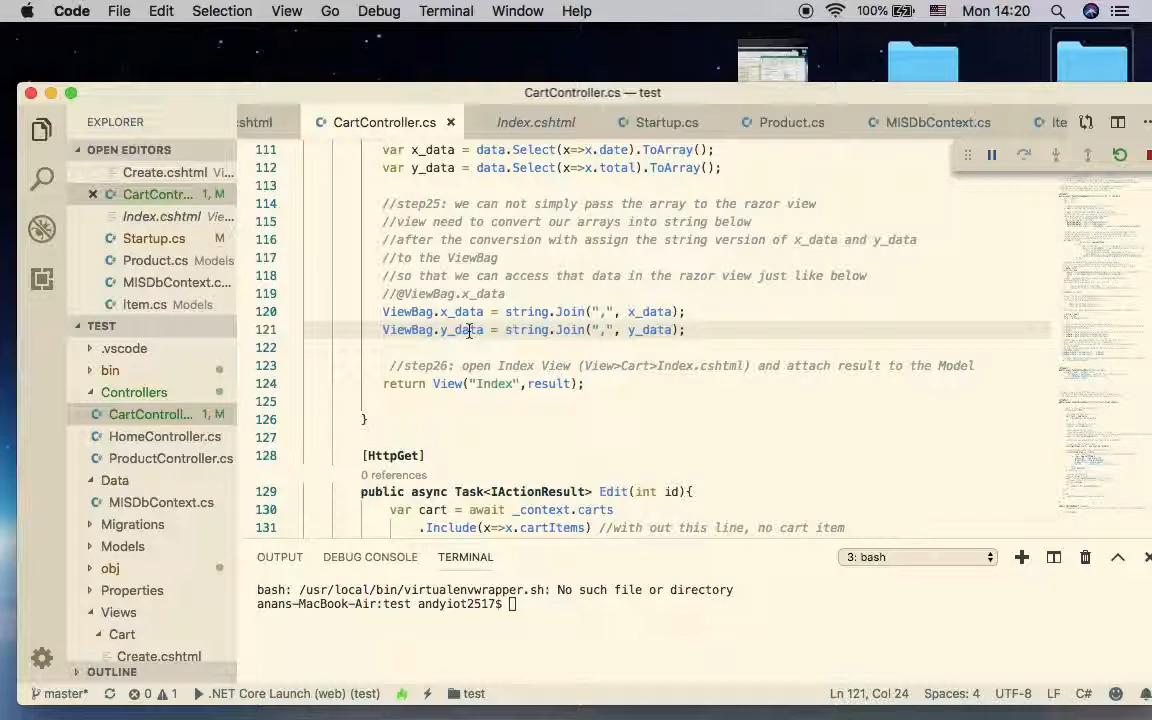 Code File Edit Selection View Go Debug Terminal Window Help 100% Mon 14:20
CartController.cs — test
EXPLORER
OPEN EDITORS
Create.cshtml Vi...
CartContr... 1, M
Index.cshtml Vie...
Startup.cs M
Product.cs Models
MISDbContext.c...
Item.cs Models
TEST
.vscode
bin
Controllers
CartControll... 1, M
HomeController.cs
ProductController.cs
Data
MISDbContext.cs
Migrations
Models
obj
Properties
Views
Cart
Create.cshtml
OUTLINE
shtml CartController.cs Index.cshtml Startup.cs Product.cs MISDbContext.cs Ite
111 var x_data = data.Select(x=>x.date).ToArray();
112 var y_data = data.Select(x=>x.total).ToArray();
113
114 //step25: we can not simply pass the array to the razor view
115 //view need to convert our arrays into string below
116 //after the conversion with assign the string version of x_data and y_data
117 //to the ViewBag
118 //so that we can access that data in the razor view just like below
119 //@ViewBag.x_data
120 ViewBag.x_data = string.Join(",", x_data);
121 ViewBag.y_data = string.Join(",", y_data);
122
123 //step26: open Index View (View>Cart>Index.cshtml) and attach result to the Model
124 return View("Index",result);
125
126 }
127
128 [HttpGet]
0 references
129 public async Task<IActionResult> Edit(int id){
130 var cart = await _context.carts
131 .Include(x=>x.cartItems) //with out this line, no cart item
OUTPUT DEBUG CONSOLE TERMINAL 3: bash
bash: /usr/local/bin/virtualenvwrapper.sh: No such file or directory
anans-MacBook-Air:test andyiot2517$
master* 0 1 .NET Core Launch (web) (test) test Ln 121, Col 24 Spaces: 4 UTF-8 LF C#